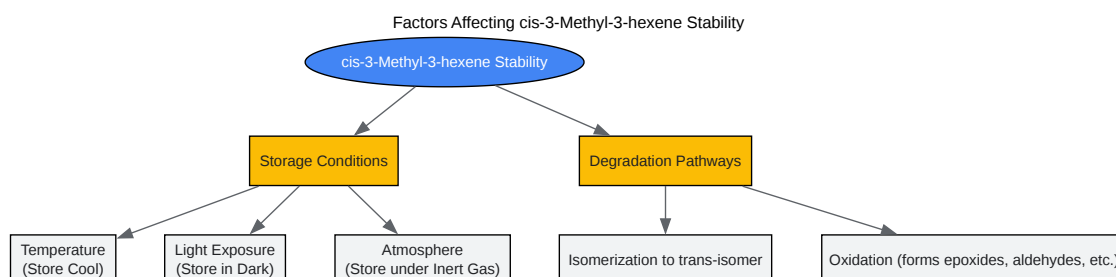 Factors Affecting cis-3-Methyl-3-hexene Stability
cis-3-Methyl-3-hexene Stability
Storage Conditions
Degradation Pathways
Temperature
(Store Cool)
Light Exposure
(Store in Dark)
Atmosphere
(Store under Inert Gas)
Isomerization to trans-isomer
Oxidation (forms epoxides, aldehydes, etc.)